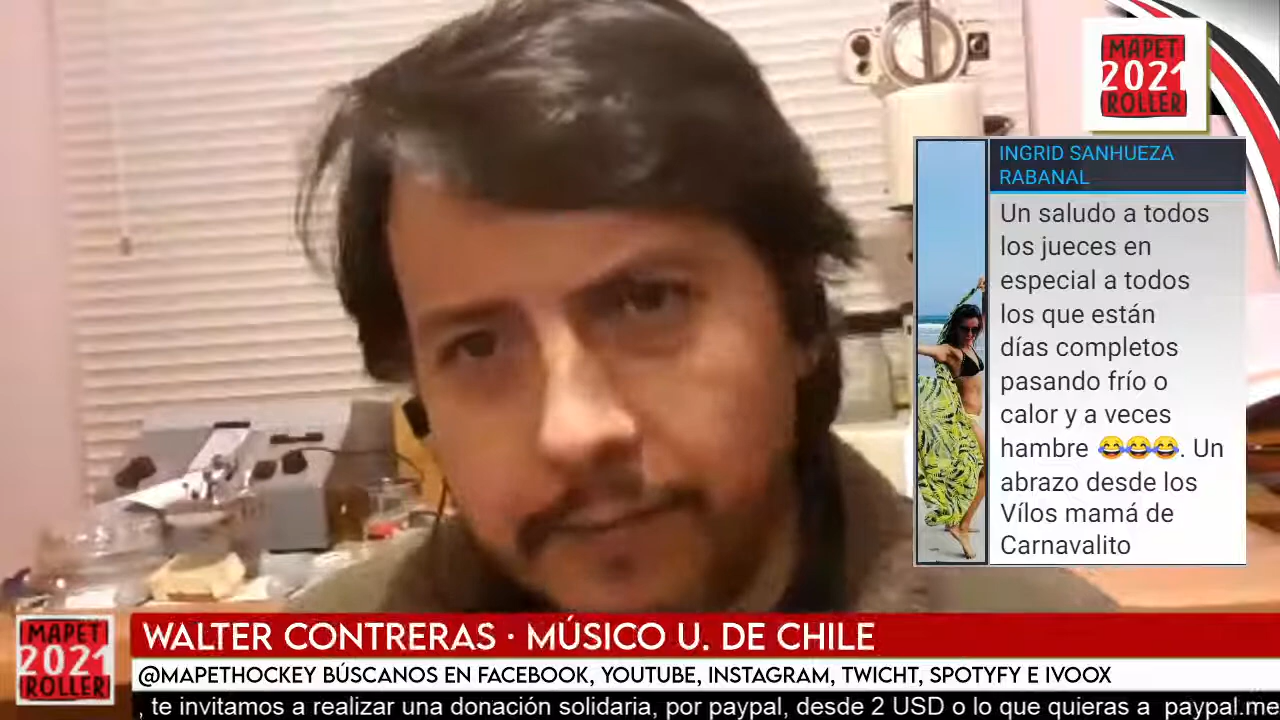 MAPET
2021
ROLLER
INGRID SANHUEZA
RABANAL
Un saludo a todos
los jueces en
especial a todos
los que están
días completos
pasando frío o
calor y a veces
hambre 😂😂😂. Un
abrazo desde los
Vílos mamá de
Carnavalito
MAPET
2021
ROLLER
WALTER CONTRERAS · MÚSICO U. DE CHILE
@MAPETHOCKEY BÚSCANOS EN FACEBOOK, YOUTUBE, INSTAGRAM, TWICHT, SPOTYFY E IVOOX
, te invitamos a realizar una donación solidaria, por paypal, desde 2 USD o lo que quieras a paypal.me